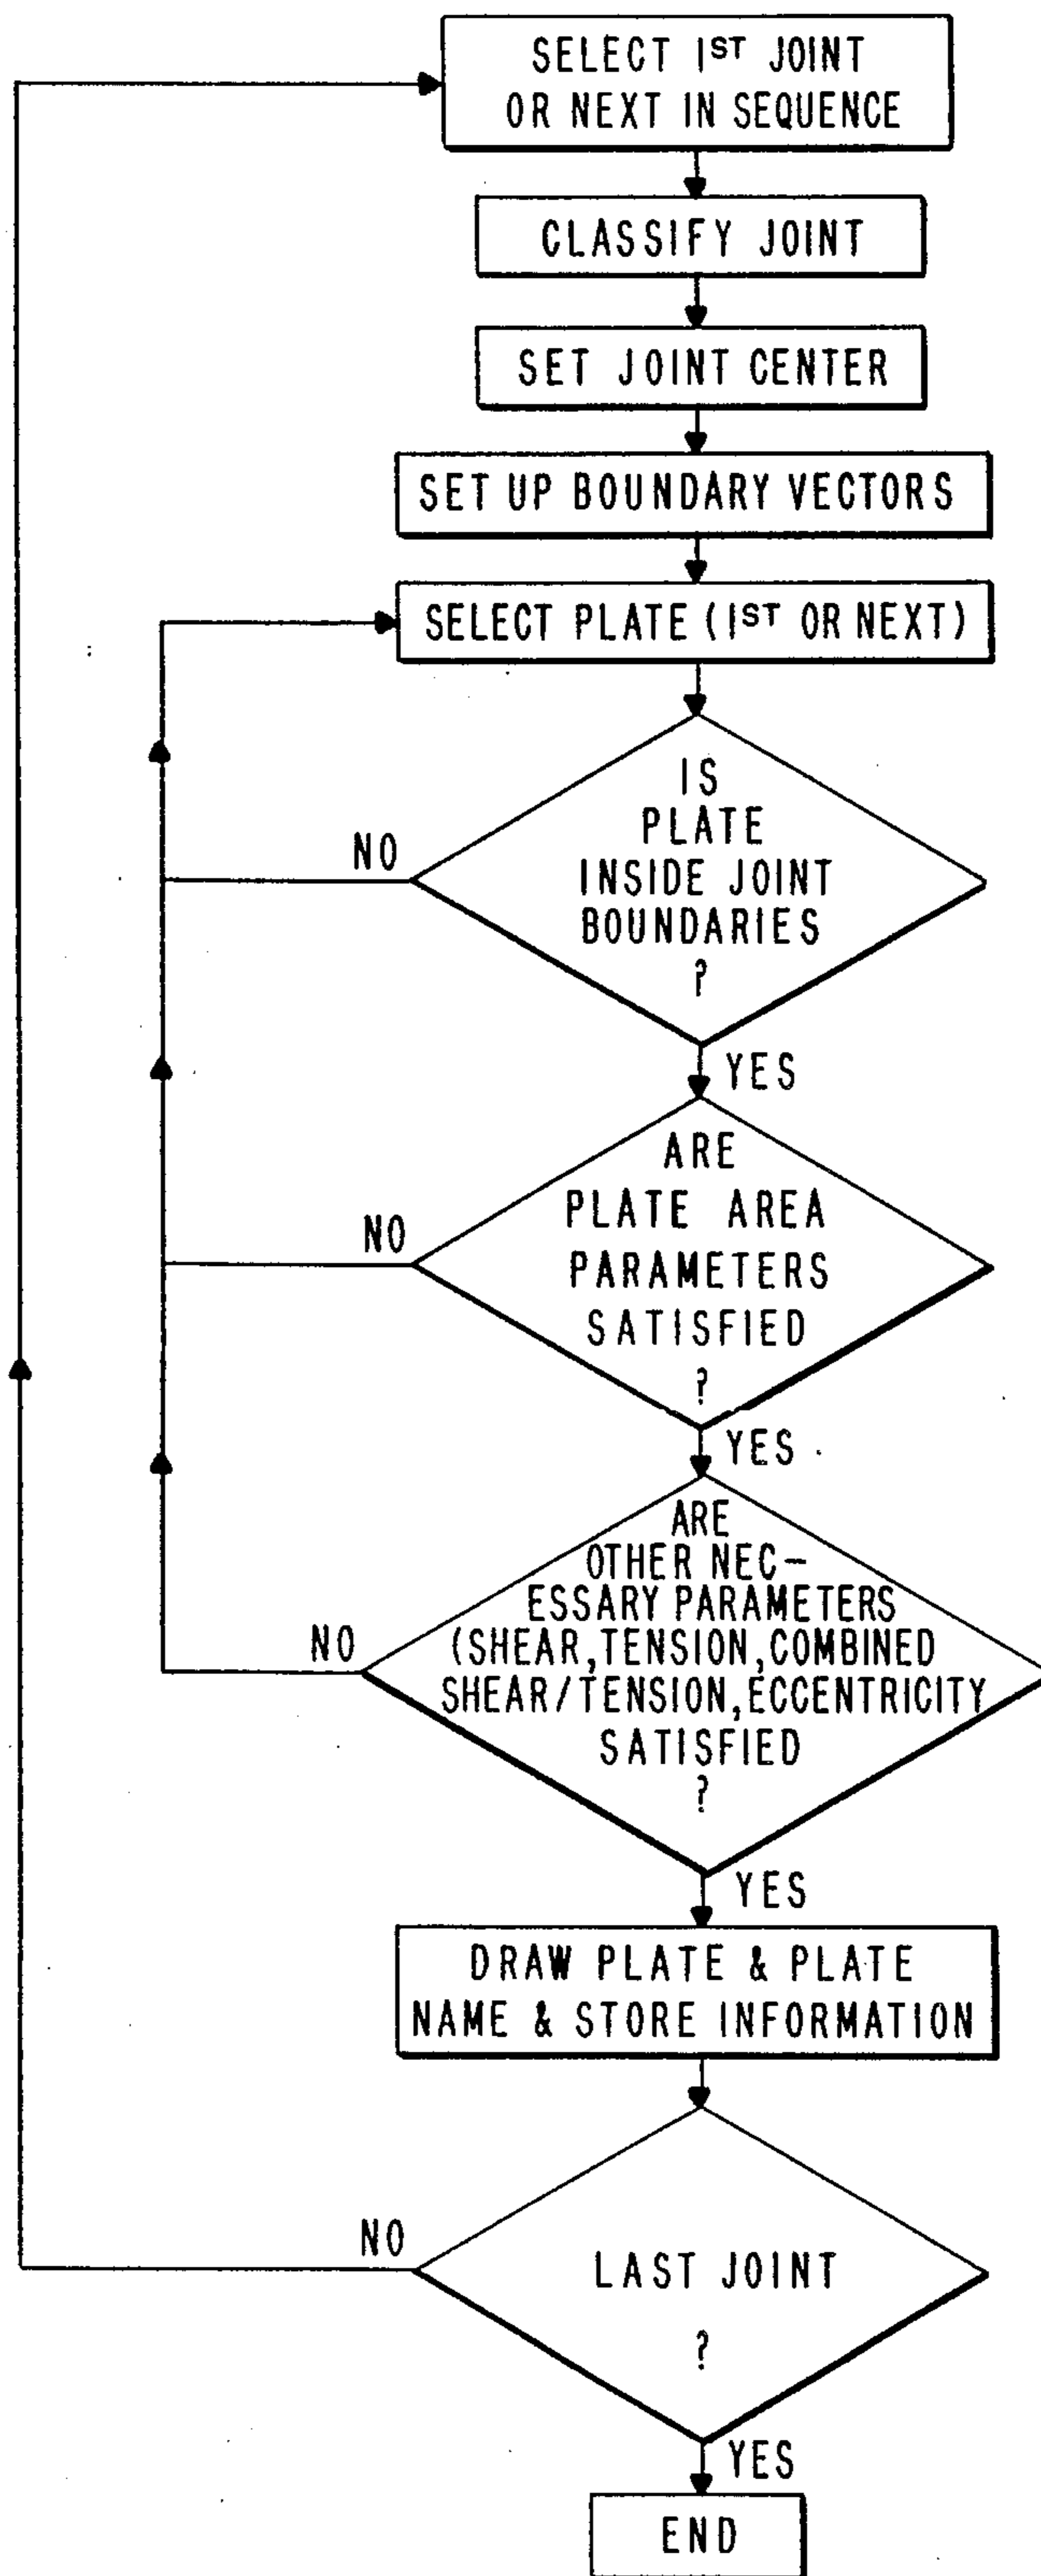 SELECT 1ST JOINT
OR NEXT IN SEQUENCE
CLASSIFY JOINT
SET JOINT CENTER
SET UP BOUNDARY VECTORS
SELECT PLATE (1ST OR NEXT)
IS
PLATE
INSIDE JOINT
BOUNDARIES
?
NO
YES
ARE
PLATE AREA
PARAMETERS
SATISFIED
?
NO
YES
ARE
OTHER NEC-
ESSARY PARAMETERS
(SHEAR,TENSION,COMBINED
SHEAR/TENSION,ECCENTRICITY
SATISFIED
?
NO
YES
DRAW PLATE & PLATE
NAME & STORE INFORMATION
LAST JOINT
?
NO
YES
END